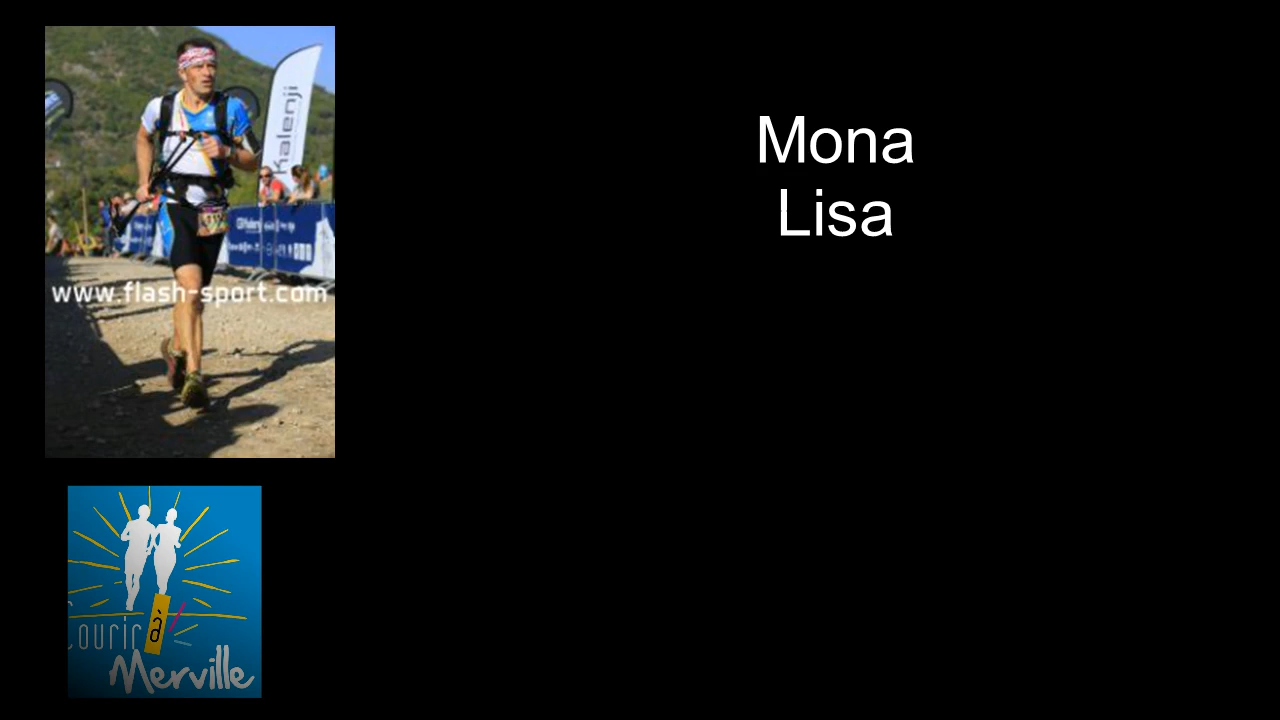 Mona
Lisa
Kalenji
www.flash-sport.com
Courir à
Merville